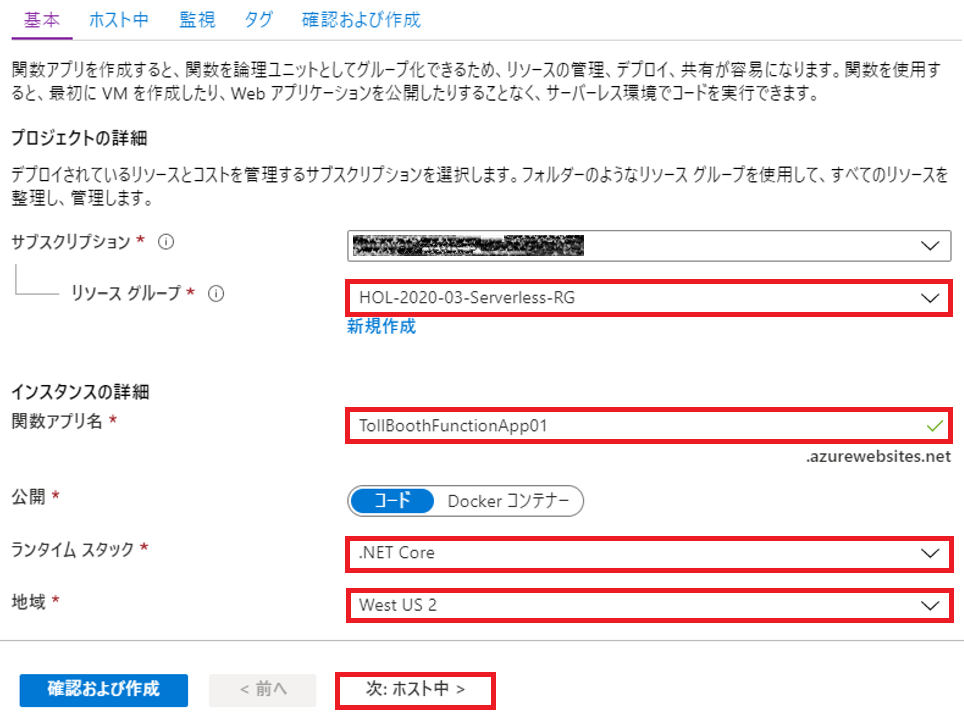 基本 ホスト中 監視 タグ 確認および作成
関数アプリを作成すると、関数を論理ユニットとしてグループ化できるため、リソースの管理、デプロイ、共有が容易になります。関数を使用す
ると、最初に VM を作成したり、Web アプリケーションを公開したりすることなく、サーバーレス環境でコードを実行できます。
プロジェクトの詳細
デプロイされているリソースとコストを管理するサブスクリプションを選択します。フォルダーのようなリソース グループを使用して、すべてのリソースを
整理し、管理します。
サブスクリプション *
リソース グループ * HOL-2020-03-Serverless-RG
新規作成
インスタンスの詳細
関数アプリ名 * TollBoothFunctionApp01
.azurewebsites.net
公開 * コード Docker コンテナー
ランタイム スタック * .NET Core
地域 * West US 2
確認および作成 < 前へ 次: ホスト中 >